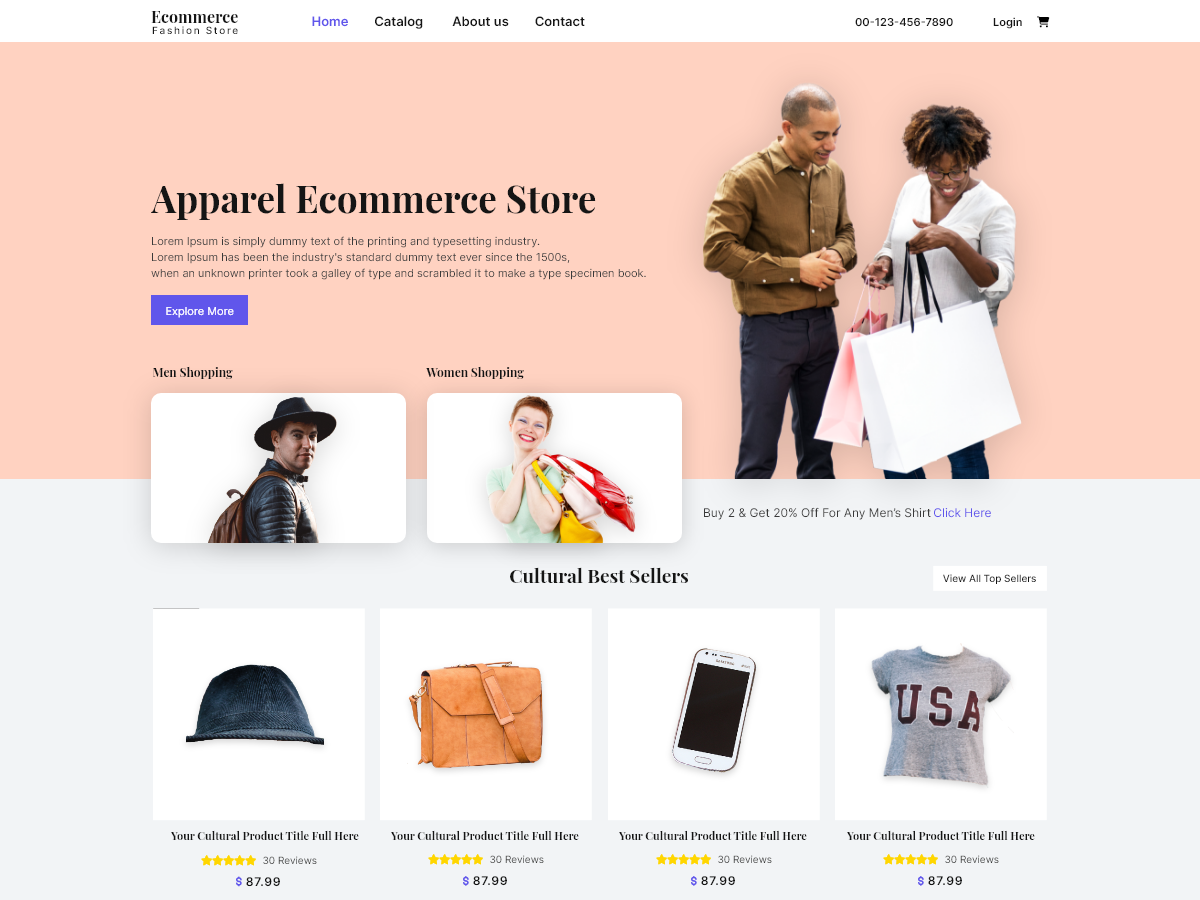 Ecommerce
Fashion Store
Home
Catalog
About us
Contact
00-123-456-7890
Login
Apparel Ecommerce Store
Lorem Ipsum is simply dummy text of the printing and typesetting industry.
Lorem Ipsum has been the industry's standard dummy text ever since the 1500s,
when an unknown printer took a galley of type and scrambled it to make a type specimen book.
Explore More
Men Shopping
Women Shopping
Buy 2 & Get 20% Off For Any Men's Shirt Click Here
Cultural Best Sellers
View All Top Sellers
SAMSUNG
USA
Your Cultural Product Title Full Here
Your Cultural Product Title Full Here
Your Cultural Product Title Full Here
Your Cultural Product Title Full Here
30 Reviews
30 Reviews
30 Reviews
30 Reviews
$ 87.99
$ 87.99
$ 87.99
$ 87.99